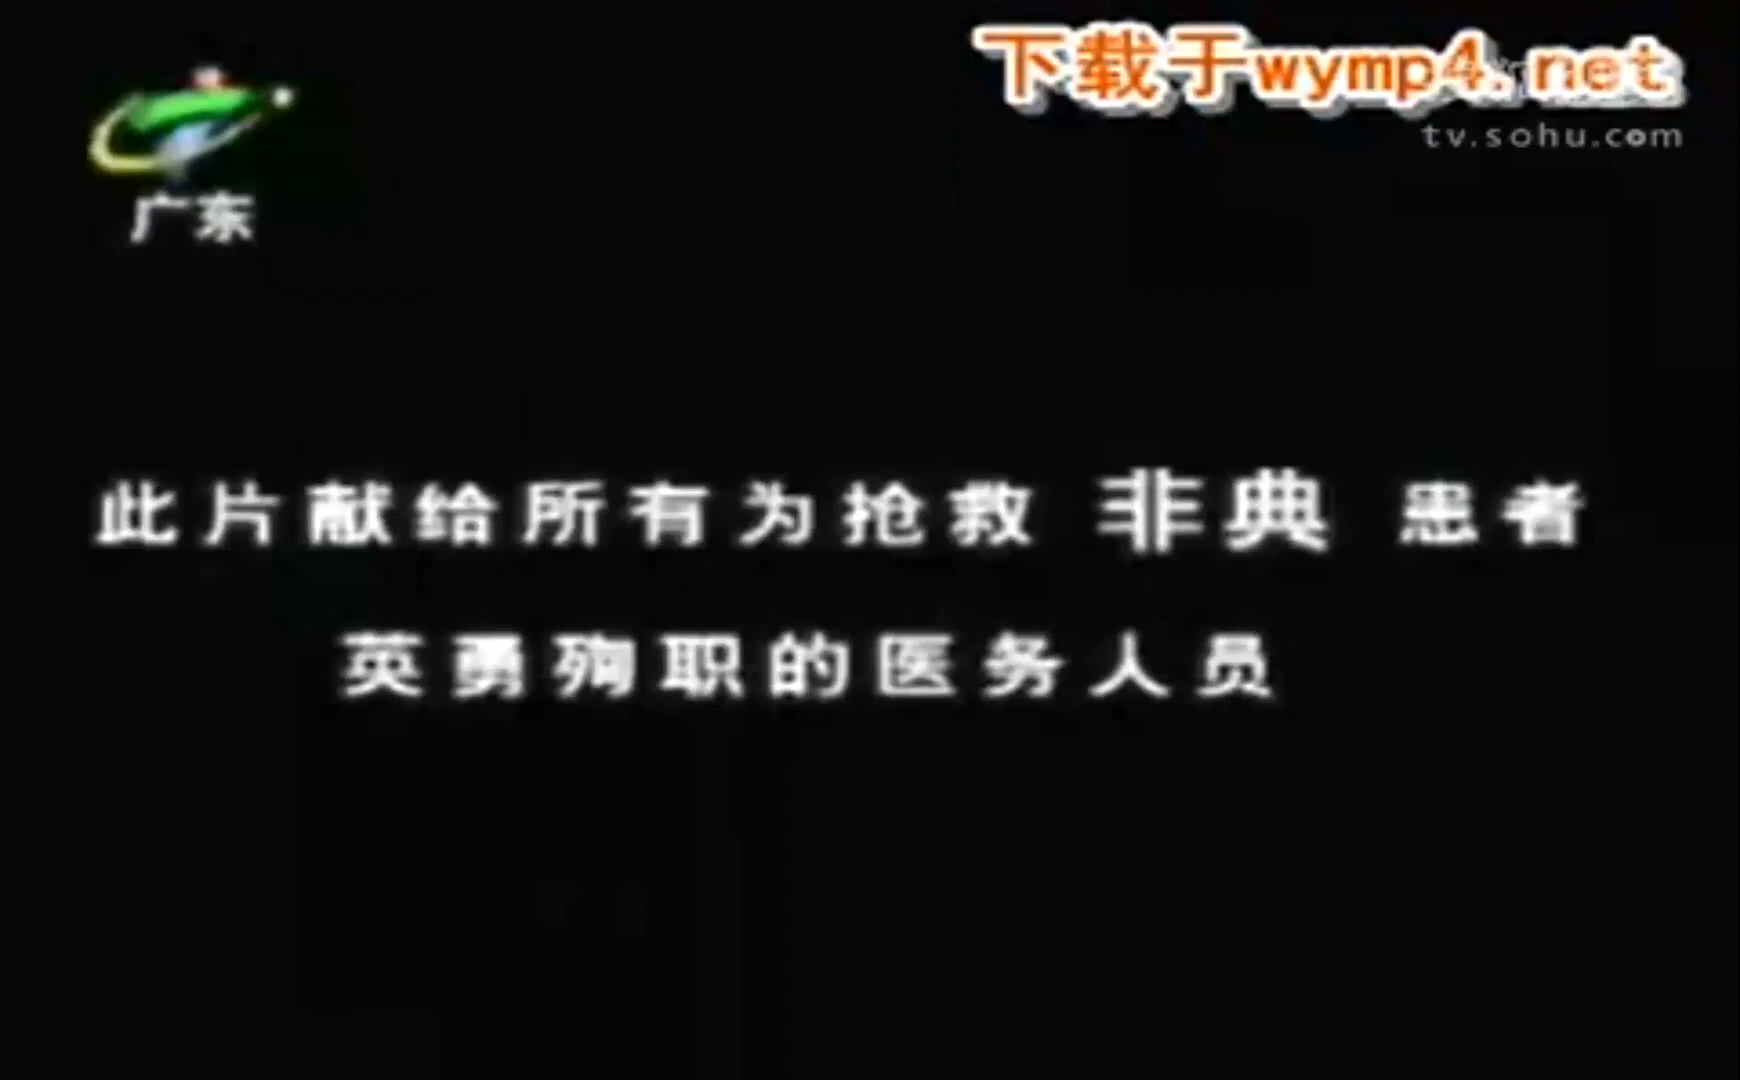 下载于wymp4.net
tv.sohu.com
广东
此片献给所有为抢救 非典 患者
英勇殉职的医务人员